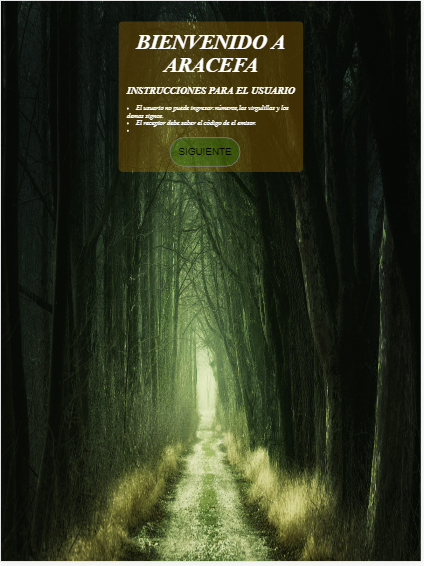 BIENVENIDO A
ARACEFA
INSTRUCCIONES PARA EL USUARIO
• El usuario no puede ingresar: números, las virgulillas y los
demas signos.
• El receptor debe saber el código de el emisor.
•
SIGUIENTE